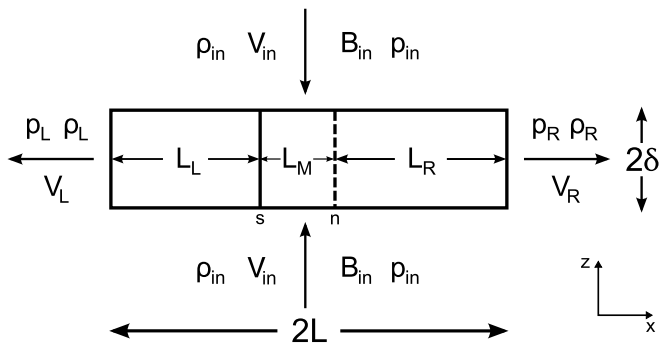 ρin Vin Bin pin
pL ρL
VL
LL LM LR
pR ρR
VR
2δ
s n
ρin Vin Bin pin
2L
z
x